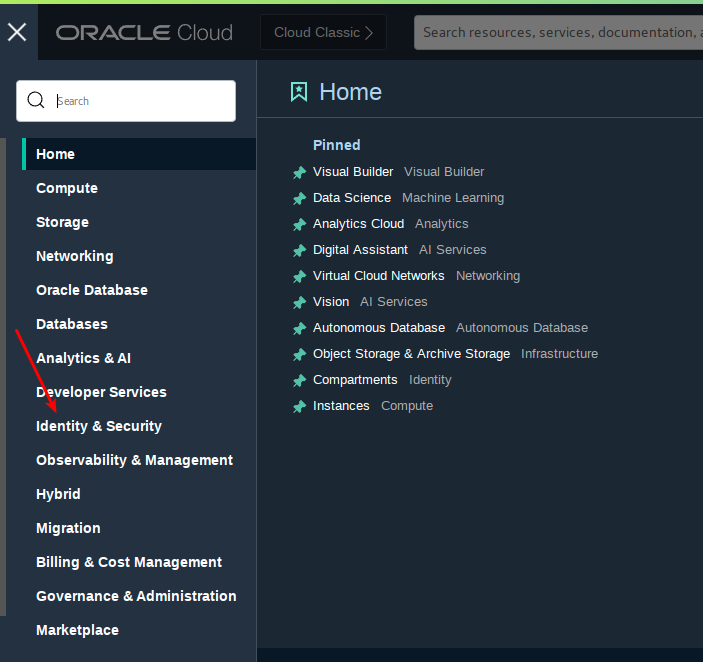 ORACLE Cloud
Cloud Classic
Search resources, services, documentation,
Search
Home
Compute
Storage
Networking
Oracle Database
Databases
Analytics & AI
Developer Services
Identity & Security
Observability & Management
Hybrid
Migration
Billing & Cost Management
Governance & Administration
Marketplace
Home
Pinned
Visual Builder Visual Builder
Data Science Machine Learning
Analytics Cloud Analytics
Digital Assistant AI Services
Virtual Cloud Networks Networking
Vision AI Services
Autonomous Database Autonomous Database
Object Storage & Archive Storage Infrastructure
Compartments Identity
Instances Compute